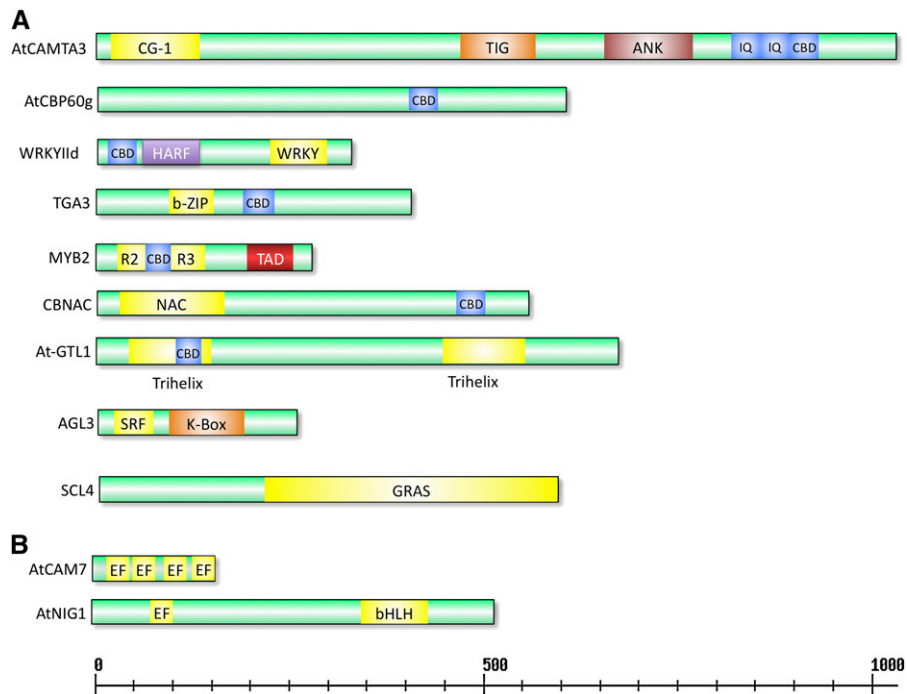 A
AtCAMTA3 CG-1 TIG ANK IQ IQ CBD
AtCBP60g CBD
WRKYIId CBD HARF WRKY
TGA3 b-ZIP CBD
MYB2 R2 CBD R3 TAD
CBNAC NAC CBD
At-GTL1 CBD
Trihelix Trihelix
AGL3 SRF K-Box
SCL4 GRAS
B
AtCAM7 EF EF EF EF
AtNIG1 EF bHLH
0 500 1000